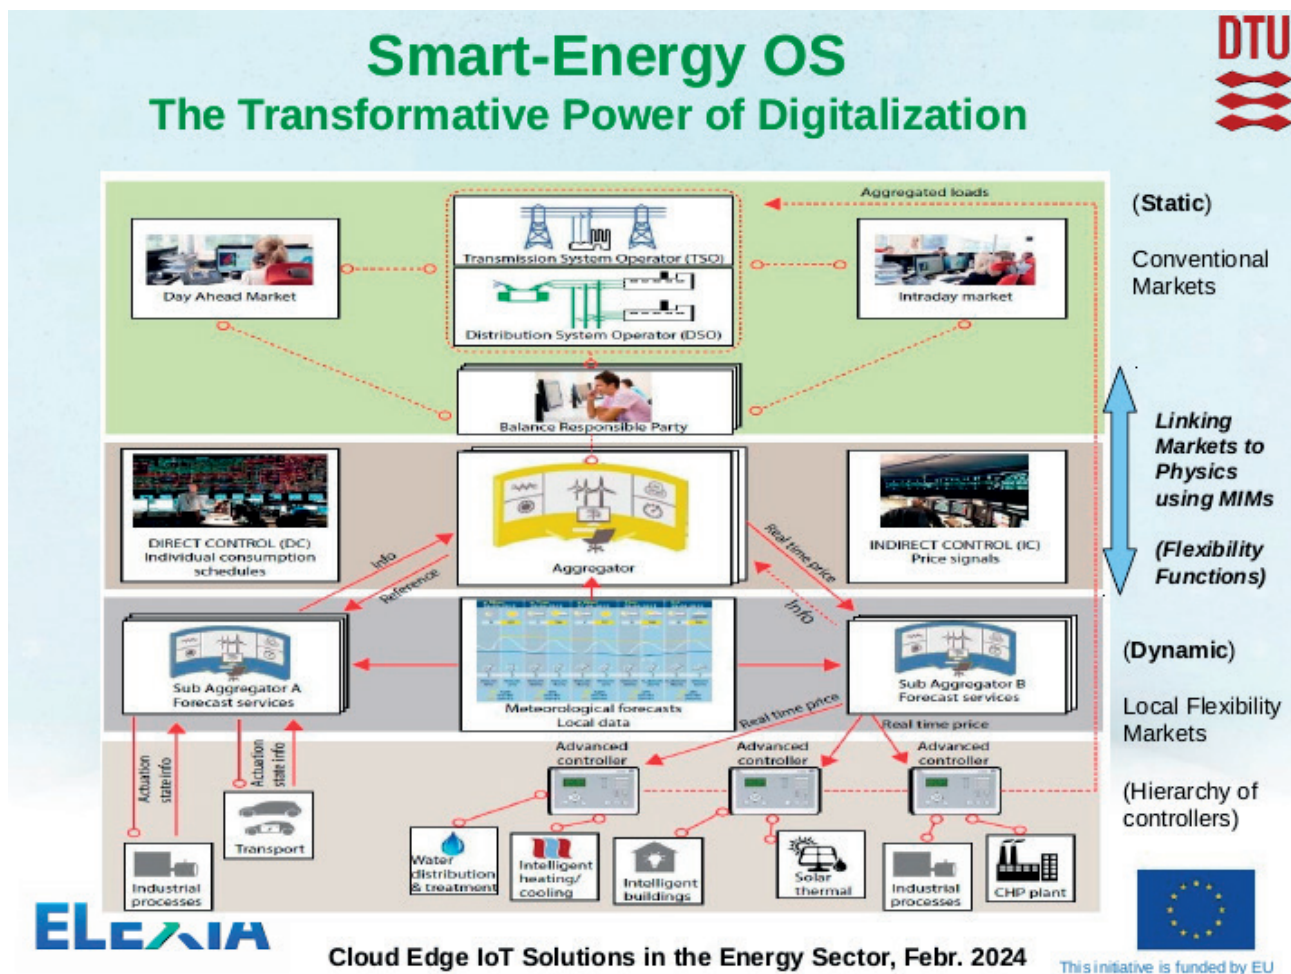 Smart-Energy OS
The Transformative Power of Digitalization
DTU
Aggregated loads
(Static)
Conventional
Markets
Transmission System Operator (TSO)
Day Ahead Market
Intraday market
Distribution System Operator (DSO)
Balance Responsible Party
Linking
Markets to
Physics
using MIMs
(Flexibility
Functions)
DIRECT CONTROL (DC)
Individual consumption
schedules
Info
Reference
Aggregator
Real time price
Info
INDIRECT CONTROL (IC)
Price signals
Sub Aggregator A
Forecast services
Meteorological forecasts
Local data
Sub Aggregator B
Forecast services
(Dynamic)
Local Flexibility
Markets
(Hierarchy of
controllers)
Real time price
Real time price
Actuation
state info
Actuation
state info
Advanced
controller
Advanced
controller
Advanced
controller
Transport
Industrial
processes
Water
distribution
& treatment
Intelligent
heating/
cooling
Intelligent
buildings
Solar
thermal
Industrial
processes
CHP plant
ELEXIA
Cloud Edge IoT Solutions in the Energy Sector, Febr. 2024
This initiative is funded by EU